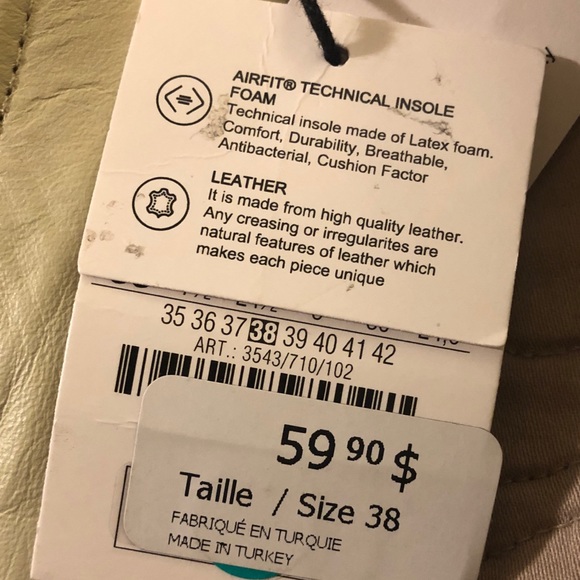 AIRFIT® TECHNICAL INSOLE
FOAM
Technical insole made of Latex foam.
Comfort, Durability, Breathable,
Antibacterial, Cushion Factor
LEATHER
It is made from high quality leather.
Any creasing or irregularites are
natural features of leather which
makes each piece unique
35 36 37 38 39 40 41 42
ART.: 3543/710/102
59 90 $
Taille / Size 38
FABRIQUÉ EN TURQUIE
MADE IN TURKEY